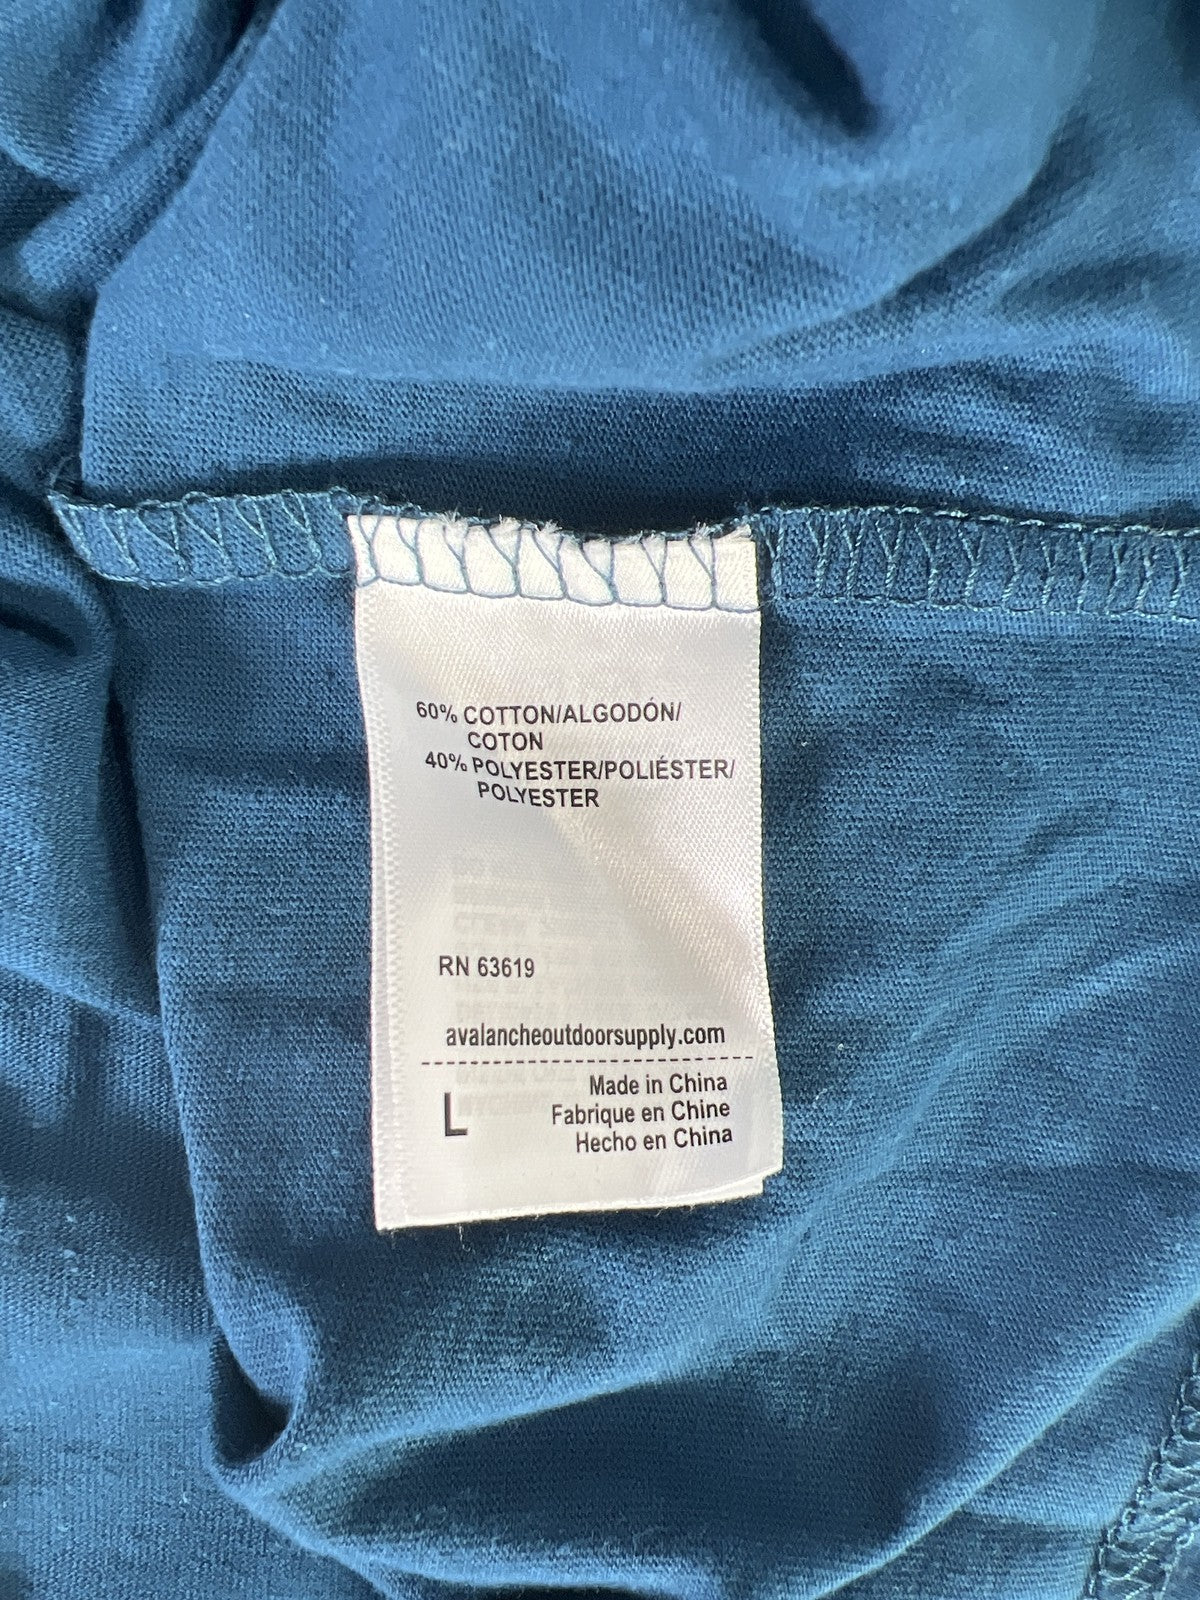 60% COTTON/ALGODÓN/
COTON
40% POLYESTER/POLIÉSTER/
POLYESTER
RN 63619
avalancheoutdoorsupply.com
L
Made in China
Fabrique en Chine
Hecho en China